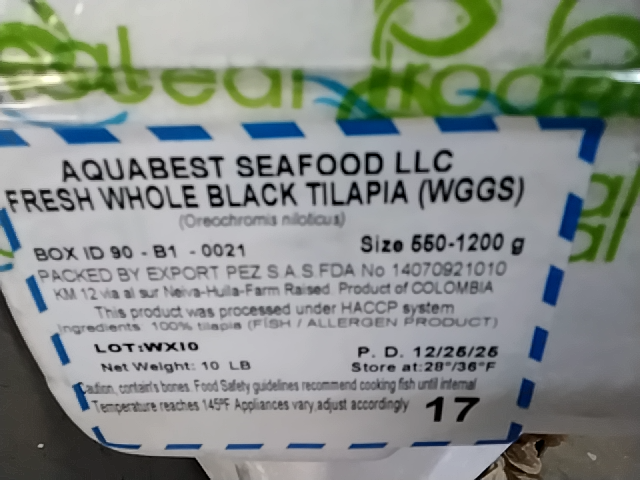 AQUABEST SEAFOOD LLC
FRESH WHOLE BLACK TILAPIA (WGGS)
(Oreochromis niloticus)
BOX ID 90 - B1 - 0021 Size 550-1200 g
PACKED BY EXPORT PEZ S.A.S.FDA No 14070921010
KM 12 via al sur Neiva-Huila-Farm Raised. Product of COLOMBIA
This product was processed under HACCP system
Ingredients 100% tilapia (FISH / ALLERGEN PRODUCT)
LOT:WX10 P. D. 12/25/25
Net Weight: 10 LB Store at:28°/36°F
Caution, contain's bones. Food Safety guidelines recommend cooking fish until internal
Temperature reaches 145°F Appliances vary,adjust accordingly 17